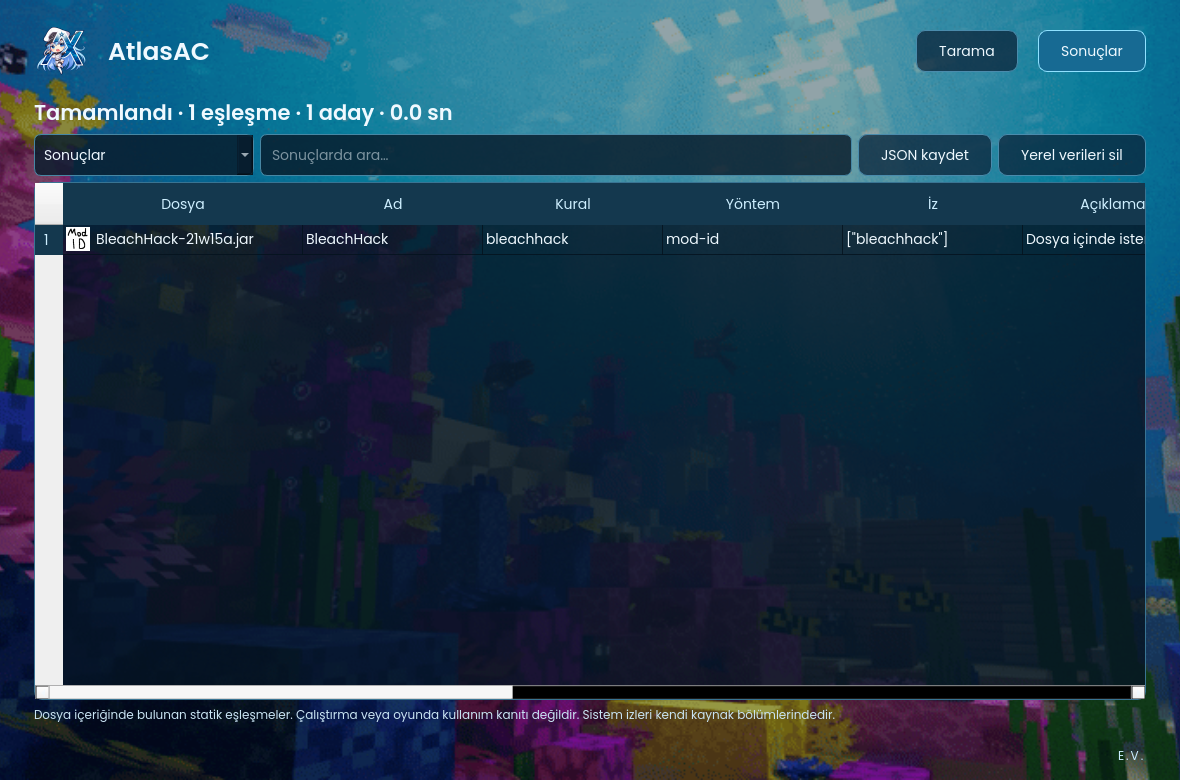 AtlasAC
Tarama
Sonuçlar
Tamamlandı · 1 eşleşme · 1 aday · 0.0 sn
Sonuçlar
Sonuçlarda ara...
JSON kaydet
Yerel verileri sil
Dosya Ad Kural Yöntem İz Açıklama
1 Mod ID BleachHack-21w15a.jar BleachHack bleachhack mod-id ["bleachhack"] Dosya içinde iste
Dosya içeriğinde bulunan statik eşleşmeler. Çalıştırma veya oyunda kullanım kanıtı değildir. Sistem izleri kendi kaynak bölümlerindedir.
E.V.